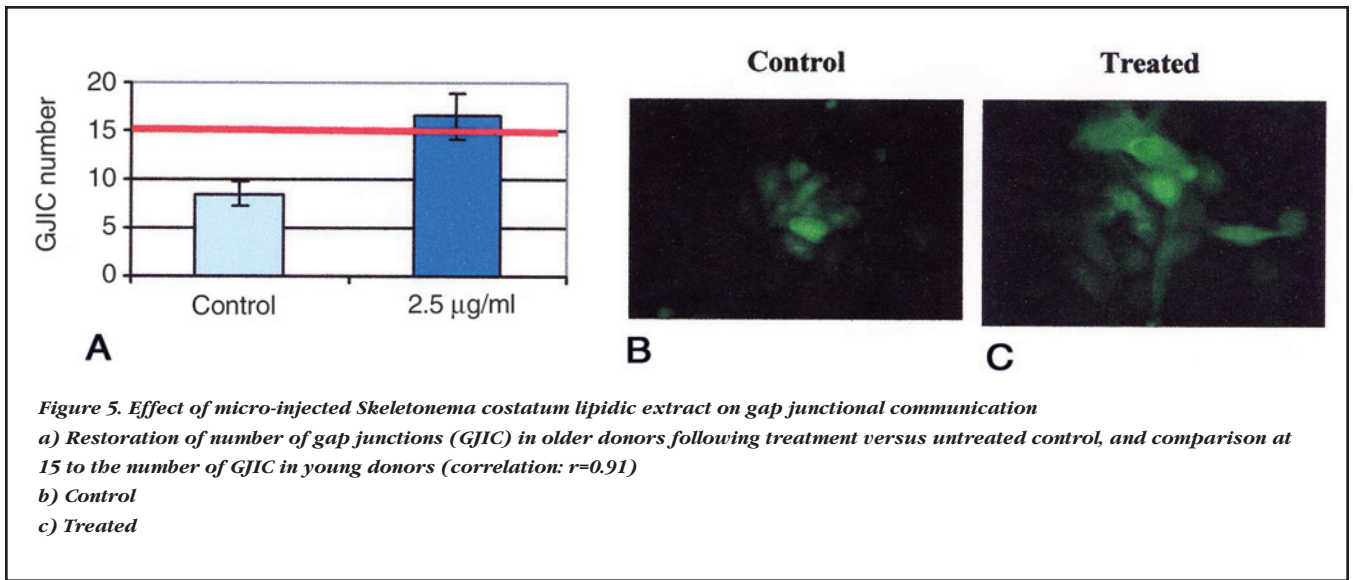 20
15
10
5
0
GJIC number
Control
2.5 µg/ml
A
Control
B
Treated
C
Figure 5. Effect of micro-injected Skeletonema costatum lipidic extract on gap junctional communication
a) Restoration of number of gap junctions (GJIC) in older donors following treatment versus untreated control, and comparison at
15 to the number of GJIC in young donors (correlation: r=0.91)
b) Control
c) Treated